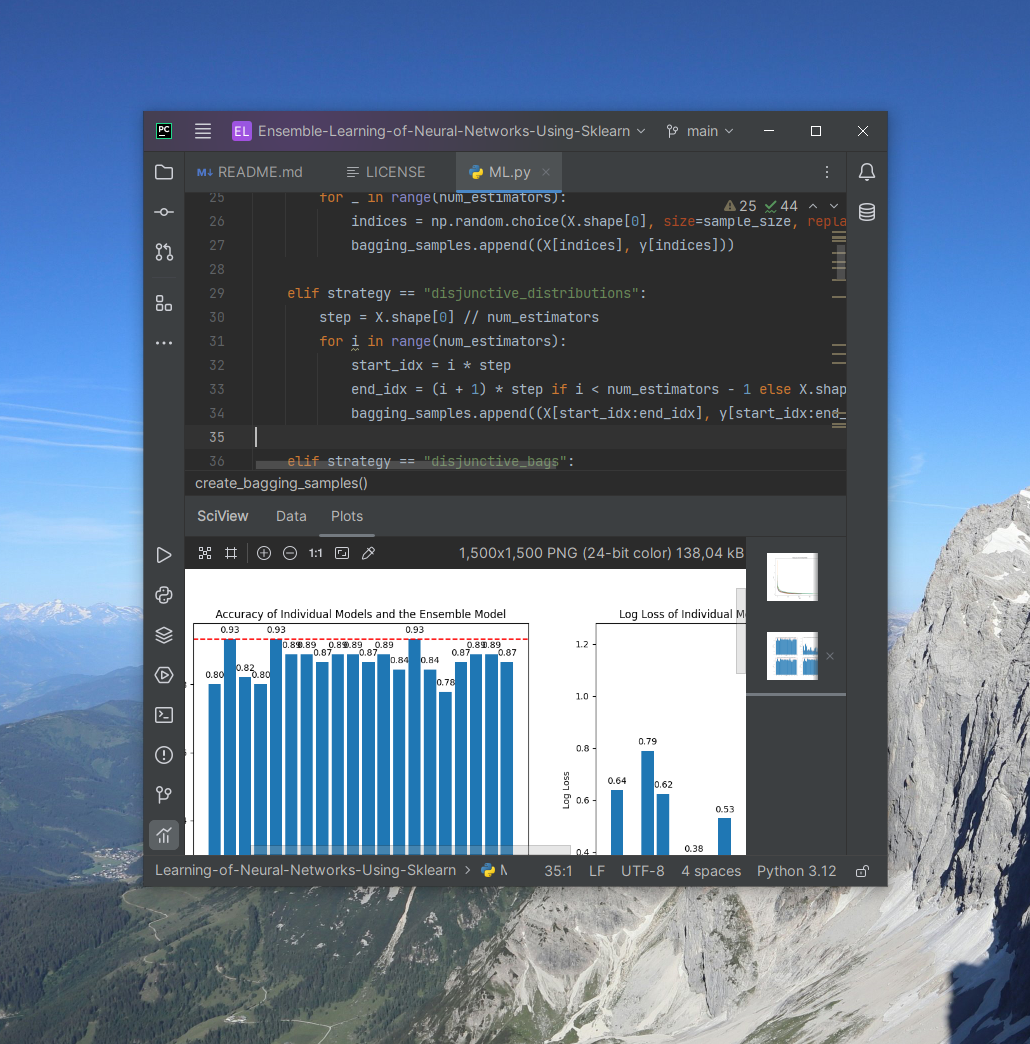 PC
EL Ensemble-Learning-of-Neural-Networks-Using-Sklearn main
M↓ README.md LICENSE ML.py
25 for _ in range(num_estimators):
25 44
26 indices = np.random.choice(X.shape[0], size=sample_size, repla
27 bagging_samples.append((X[indices], y[indices]))
28
29 elif strategy == "disjunctive_distributions":
30 step = X.shape[0] // num_estimators
31 for i in range(num_estimators):
32 start_idx = i * step
33 end_idx = (i + 1) * step if i < num_estimators - 1 else X.shap
34 bagging_samples.append((X[start_idx:end_idx], y[start_idx:end_
35
36 elif strategy == "disjunctive_bags":
create_bagging_samples()
SciView Data Plots
1:1 1,500x1,500 PNG (24-bit color) 138,04 kB
Accuracy of Individual Models and the Ensemble Model
0.80 0.93 0.82 0.80 0.93 0.89 0.89 0.87 0.89 0.89 0.87 0.89 0.84 0.93 0.84 0.78 0.87 0.89 0.89 0.87
Log Loss of Individual M
Log Loss
1.2
1.0
0.8
0.6
0.4
0.64 0.79 0.62 0.38 0.53
Learning-of-Neural-Networks-Using-Sklearn > M 35:1 LF UTF-8 4 spaces Python 3.12